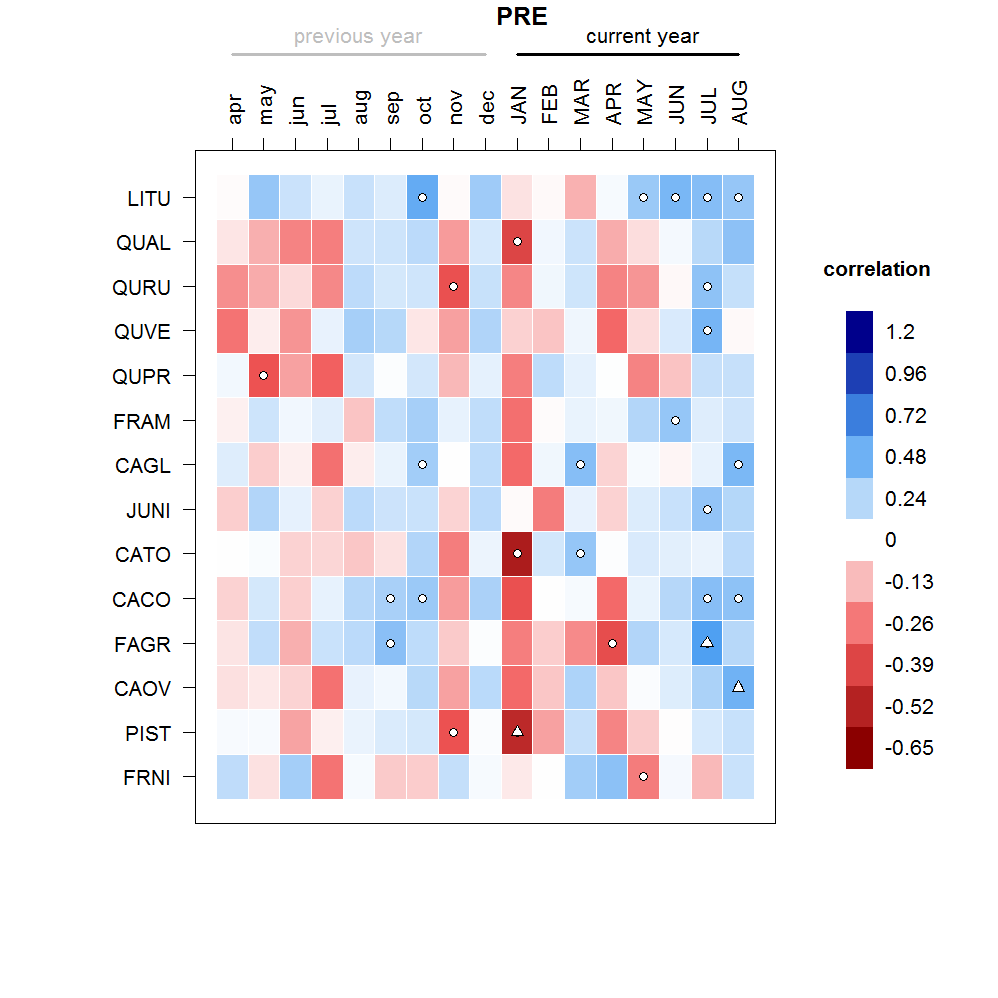 PRE
previous year
current year
apr may jun jul aug sep oct nov dec JAN FEB MAR APR MAY JUN JUL AUG
LITU
QUAL
QURU
QUVE
QUPR
FRAM
CAGL
JUNI
CATO
CACO
FAGR
CAOV
PIST
FRNI
correlation
1.2
0.96
0.72
0.48
0.24
0
-0.13
-0.26
-0.39
-0.52
-0.65